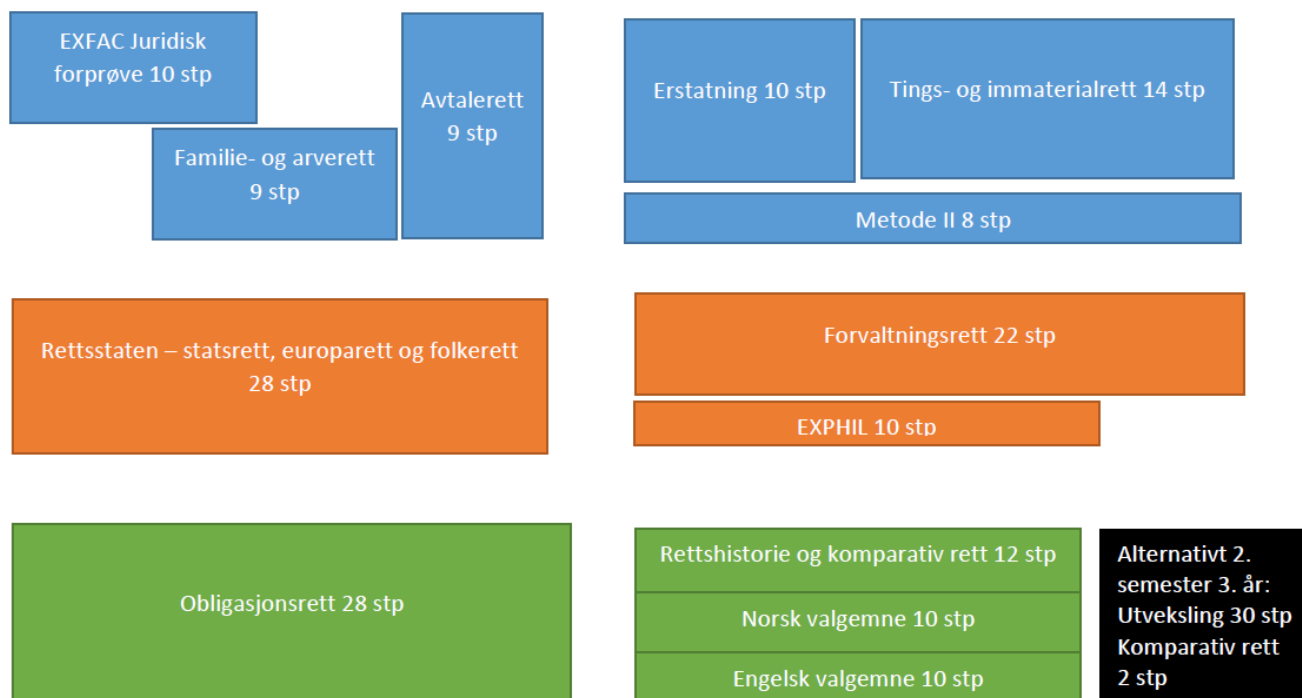 EXFAC Juridisk
forprøve 10 stp
Familie- og arverett
9 stp
Avtalerett
9 stp
Erstatning 10 stp
Tings- og immaterialrett 14 stp
Metode II 8 stp
Rettsstaten – statsrett, europarett og folkerett
28 stp
Forvaltningsrett 22 stp
EXPHIL 10 stp
Obligasjonsrett 28 stp
Rettshistorie og komparativ rett 12 stp
Norsk valgemne 10 stp
Engelsk valgemne 10 stp
Alternativt 2.
semester 3. år:
Utveksling 30 stp
Komparativ rett
2 stp